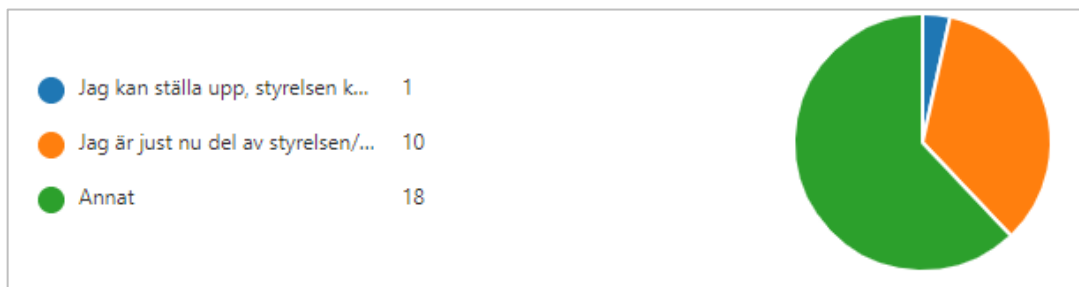 Jag kan ställa upp, styrelsen k... 1
Jag är just nu del av styrelsen/... 10
Annat 18